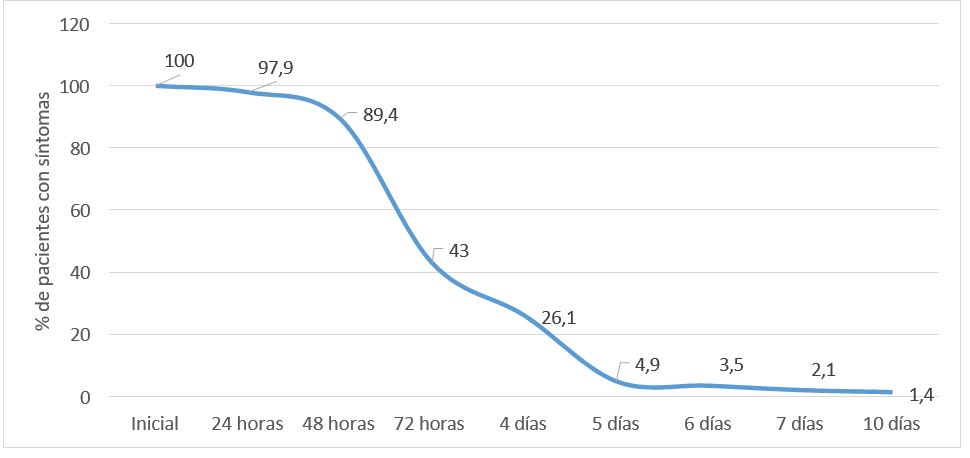 % de pacientes con síntomas
120
100
80
60
40
20
0
100
97,9
89,4
43
26,1
4,9
3,5
2,1
1,4
Inicial
24 horas
48 horas
72 horas
4 días
5 días
6 días
7 días
10 días